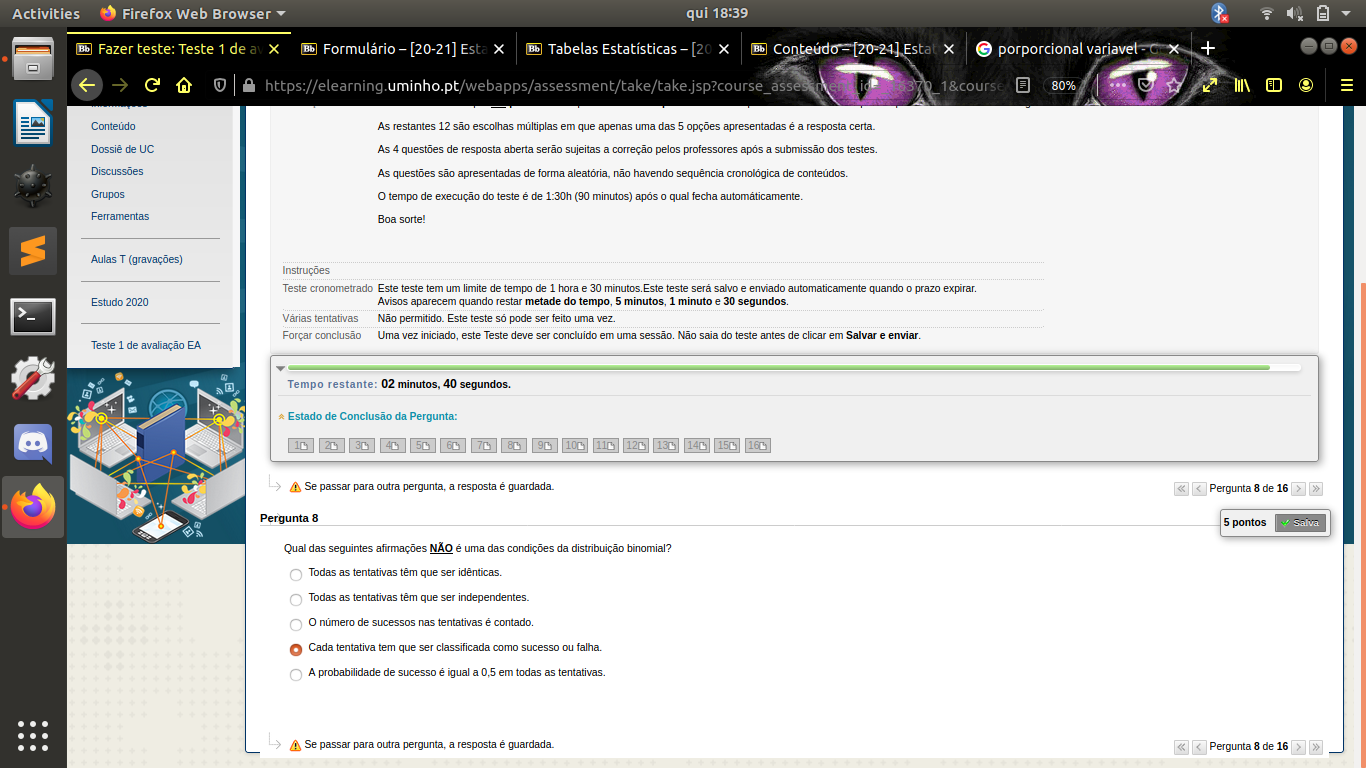 Activities Firefox Web Browser qui 18:39
Fazer teste: Teste 1 de av
Formulário – [20-21] Esta
Tabelas Estatísticas – [20
Conteúdo – [20-21] Estat
porporcional varjavel - G
80%
Conteúdo
Dossiê de UC
Discussões
Grupos
Ferramentas
Aulas T (gravações)
Estudo 2020
Teste 1 de avaliação EA
As restantes 12 são escolhas múltiplas em que apenas uma das 5 opções apresentadas é a resposta certa.
As 4 questões de resposta aberta serão sujeitas a correção pelos professores após a submissão dos testes.
As questões são apresentadas de forma aleatória, não havendo sequência cronológica de conteúdos.
O tempo de execução do teste é de 1:30h (90 minutos) após o qual fecha automáticamente.
Boa sorte!
Instruções
Teste cronometrado Este teste tem um limite de tempo de 1 hora e 30 minutos.Este teste será salvo e enviado automaticamente quando o prazo expirar.
Avisos aparecem quando restar metade do tempo, 5 minutos, 1 minuto e 30 segundos.
Várias tentativas Não permitido. Este teste só pode ser feito uma vez.
Forçar conclusão Uma vez iniciado, este Teste deve ser concluído em uma sessão. Não saia do teste antes de clicar em Salvar e enviar.
Tempo restante: 02 minutos, 40 segundos.
Estado de Conclusão da Pergunta:
1 2 3 4 5 6 7 8 9 10 11 12 13 14 15 16
Se passar para outra pergunta, a resposta é guardada. Pergunta 8 de 16
Pergunta 8
5 pontos Salva
Qual das seguintes afirmações NÃO é uma das condições da distribuição binomial?
Todas as tentativas têm que ser idênticas.
Todas as tentativas têm que ser independentes.
O número de sucessos nas tentativas é contado.
Cada tentativa tem que ser classificada como sucesso ou falha.
A probabilidade de sucesso é igual a 0,5 em todas as tentativas.
Se passar para outra pergunta, a resposta é guardada. Pergunta 8 de 16